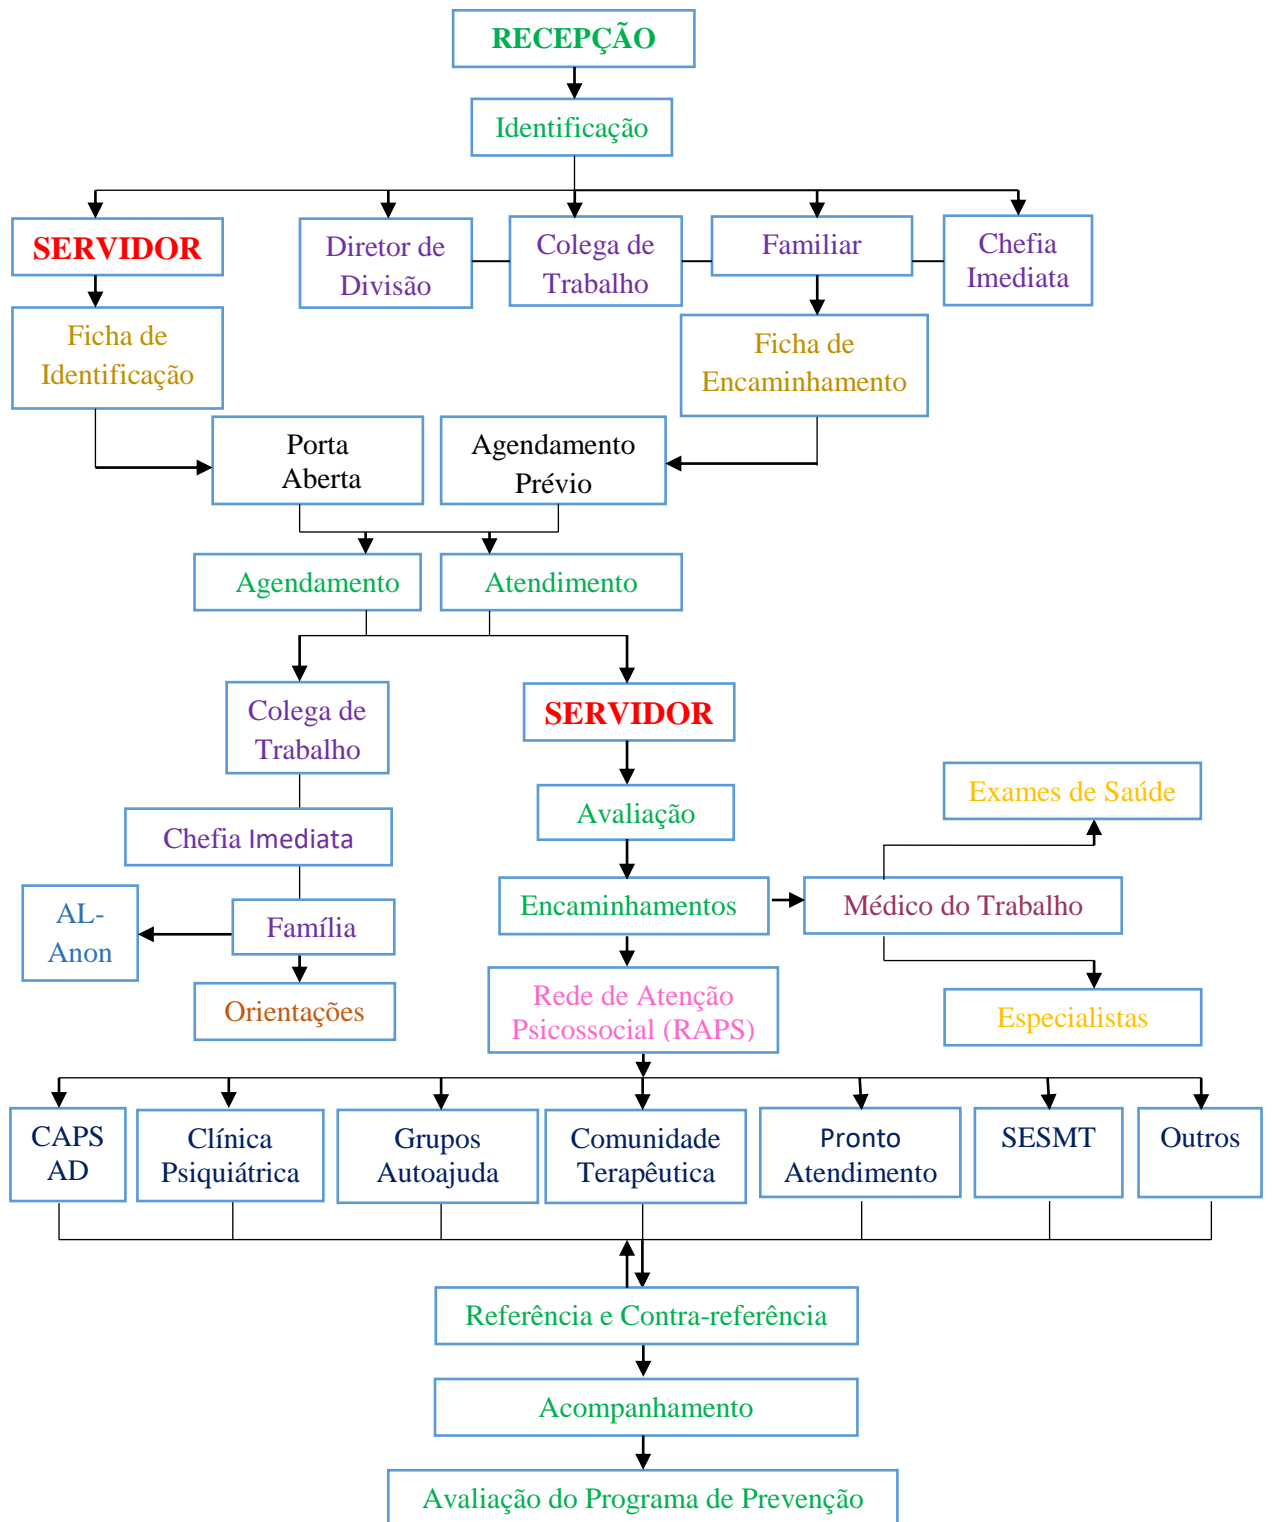 RECEPÇÃO
Identificação
SERVIDOR
Diretor de
Divisão
Colega de
Trabalho
Familiar
Chefia
Imediata
Ficha de
Identificação
Ficha de
Encaminhamento
Porta
Aberta
Agendamento
Prévio
Agendamento
Atendimento
Colega de
Trabalho
SERVIDOR
Avaliação
Exames de Saúde
Chefia Imediata
Encaminhamentos
Médico do Trabalho
AL-
Anon
Família
Orientações
Rede de Atenção
Psicossocial (RAPS)
Especialistas
CAPS
AD
Clínica
Psiquiátrica
Grupos
Autoajuda
Comunidade
Terapêutica
Pronto
Atendimento
SESMT
Outros
Referência e Contra-referência
Acompanhamento
Avaliação do Programa de Prevenção